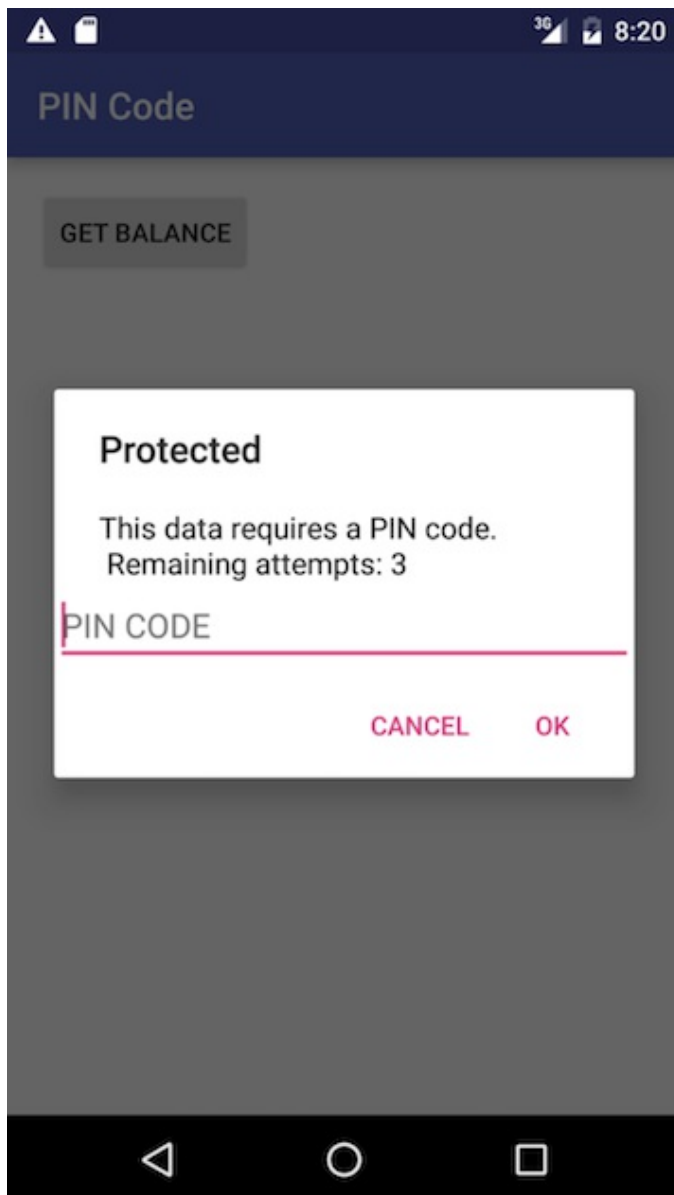 3G 8:20
PIN Code
GET BALANCE
Protected
This data requires a PIN code.
Remaining attempts: 3
PIN CODE
CANCEL OK